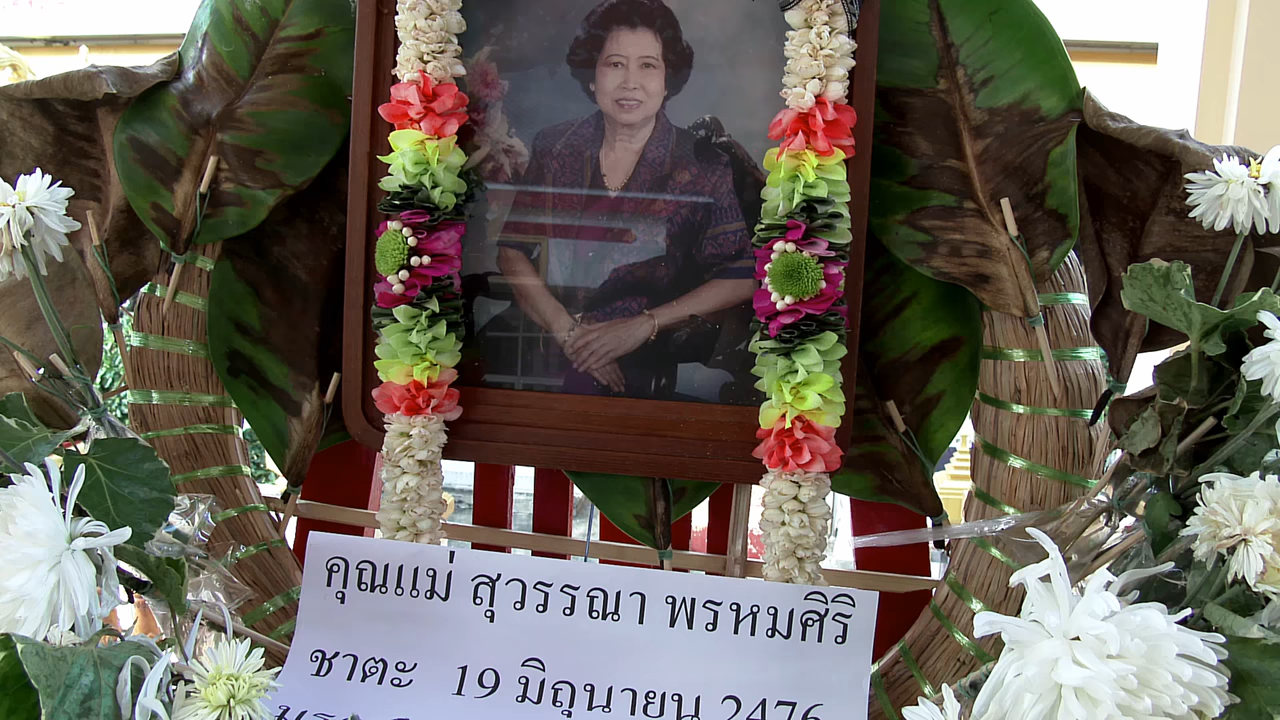 คุณแม่ สุวรรณา พรหมศิริ
ชาตะ 19 มิถุนายน 2476